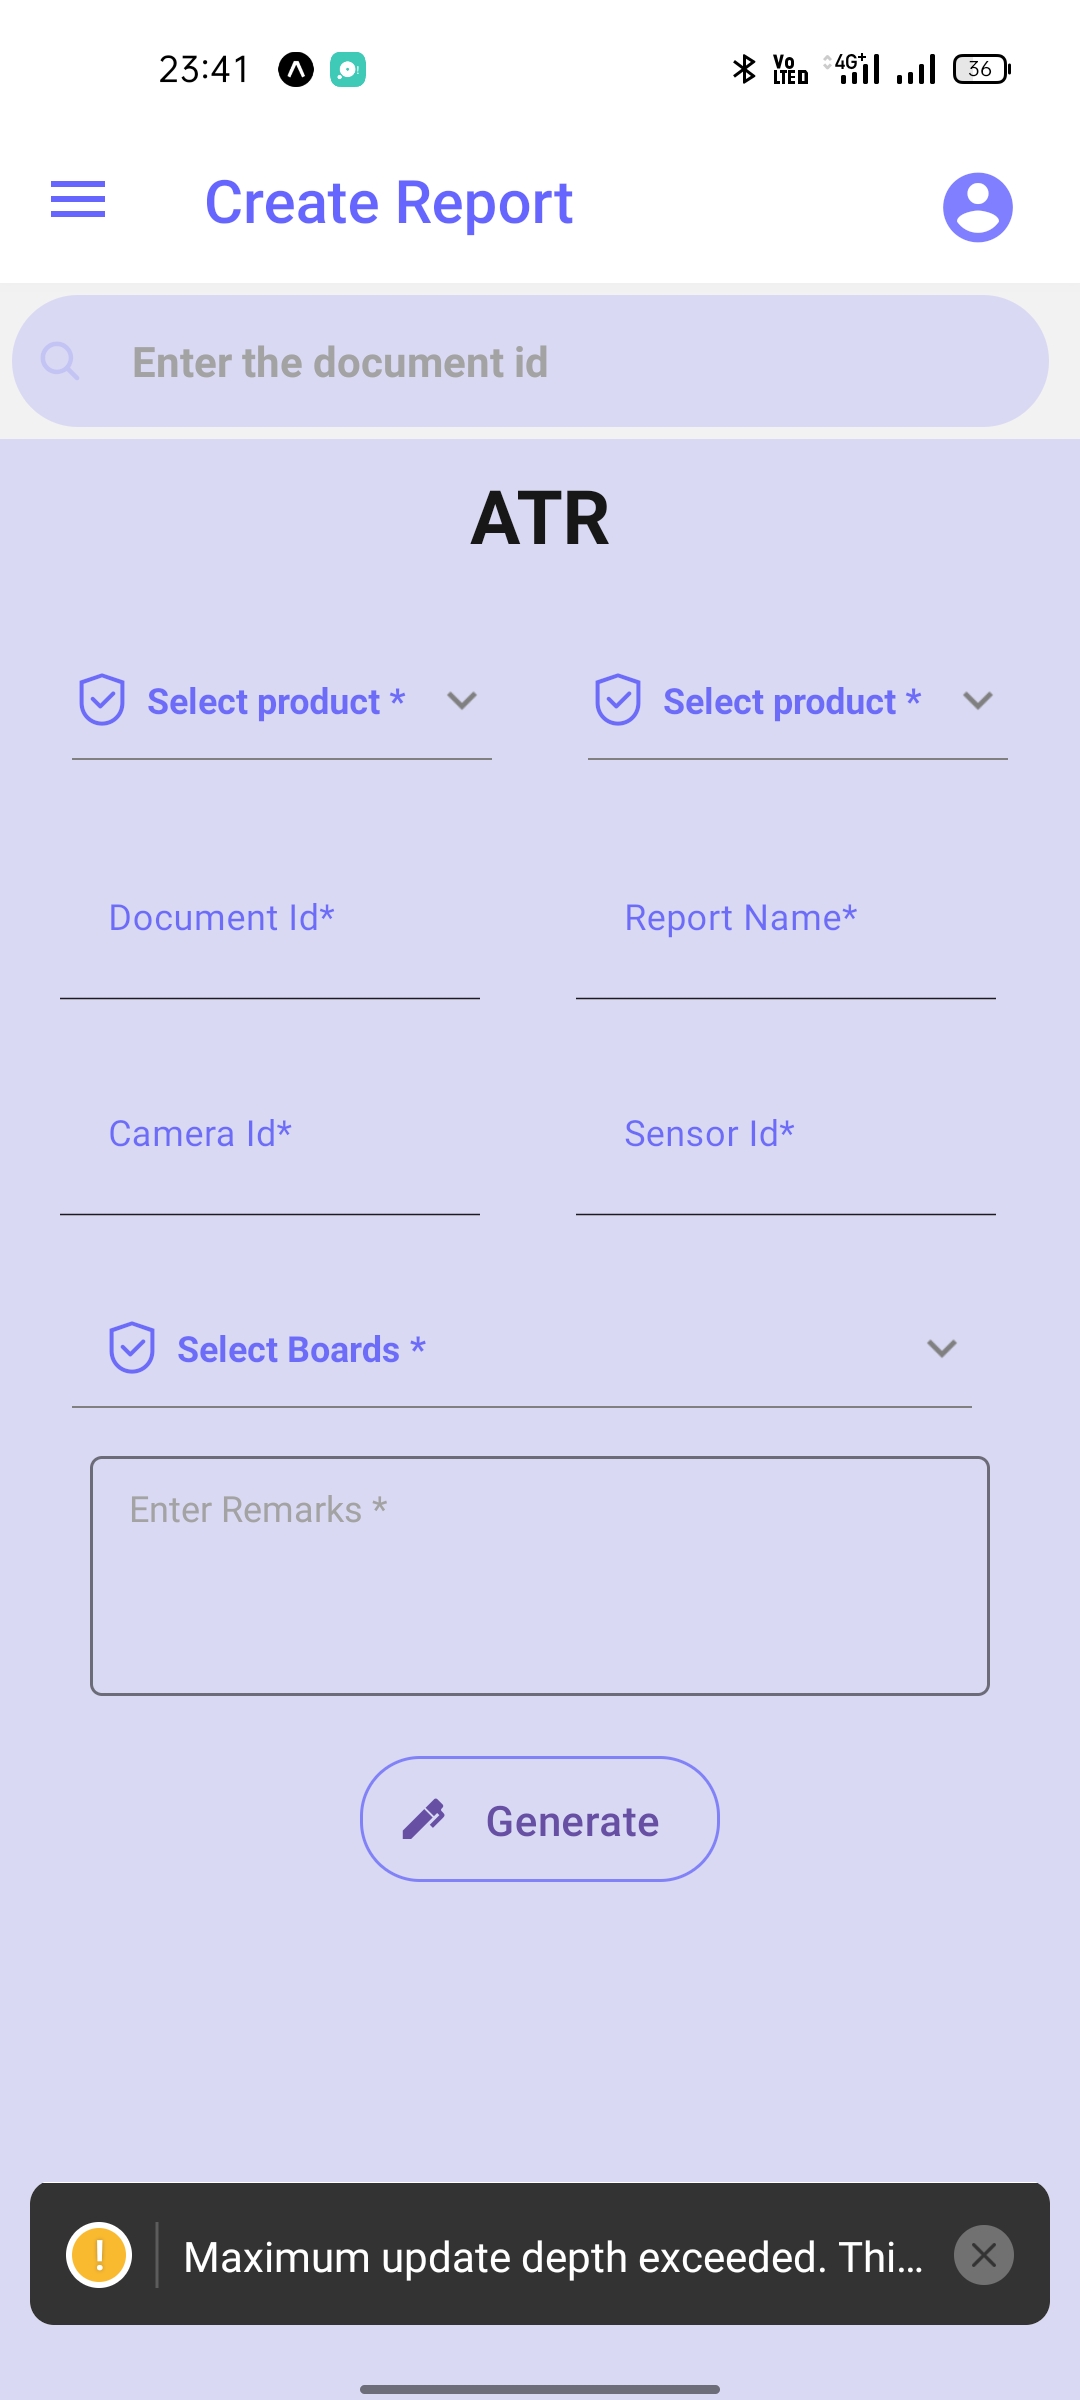 23:41
Vo LTE D
4G+
36
Create Report
Enter the document id
ATR
Select product *
Select product *
Document Id*
Report Name*
Camera Id*
Sensor Id*
Select Boards *
Enter Remarks *
Generate
! Maximum update depth exceeded. Thi...